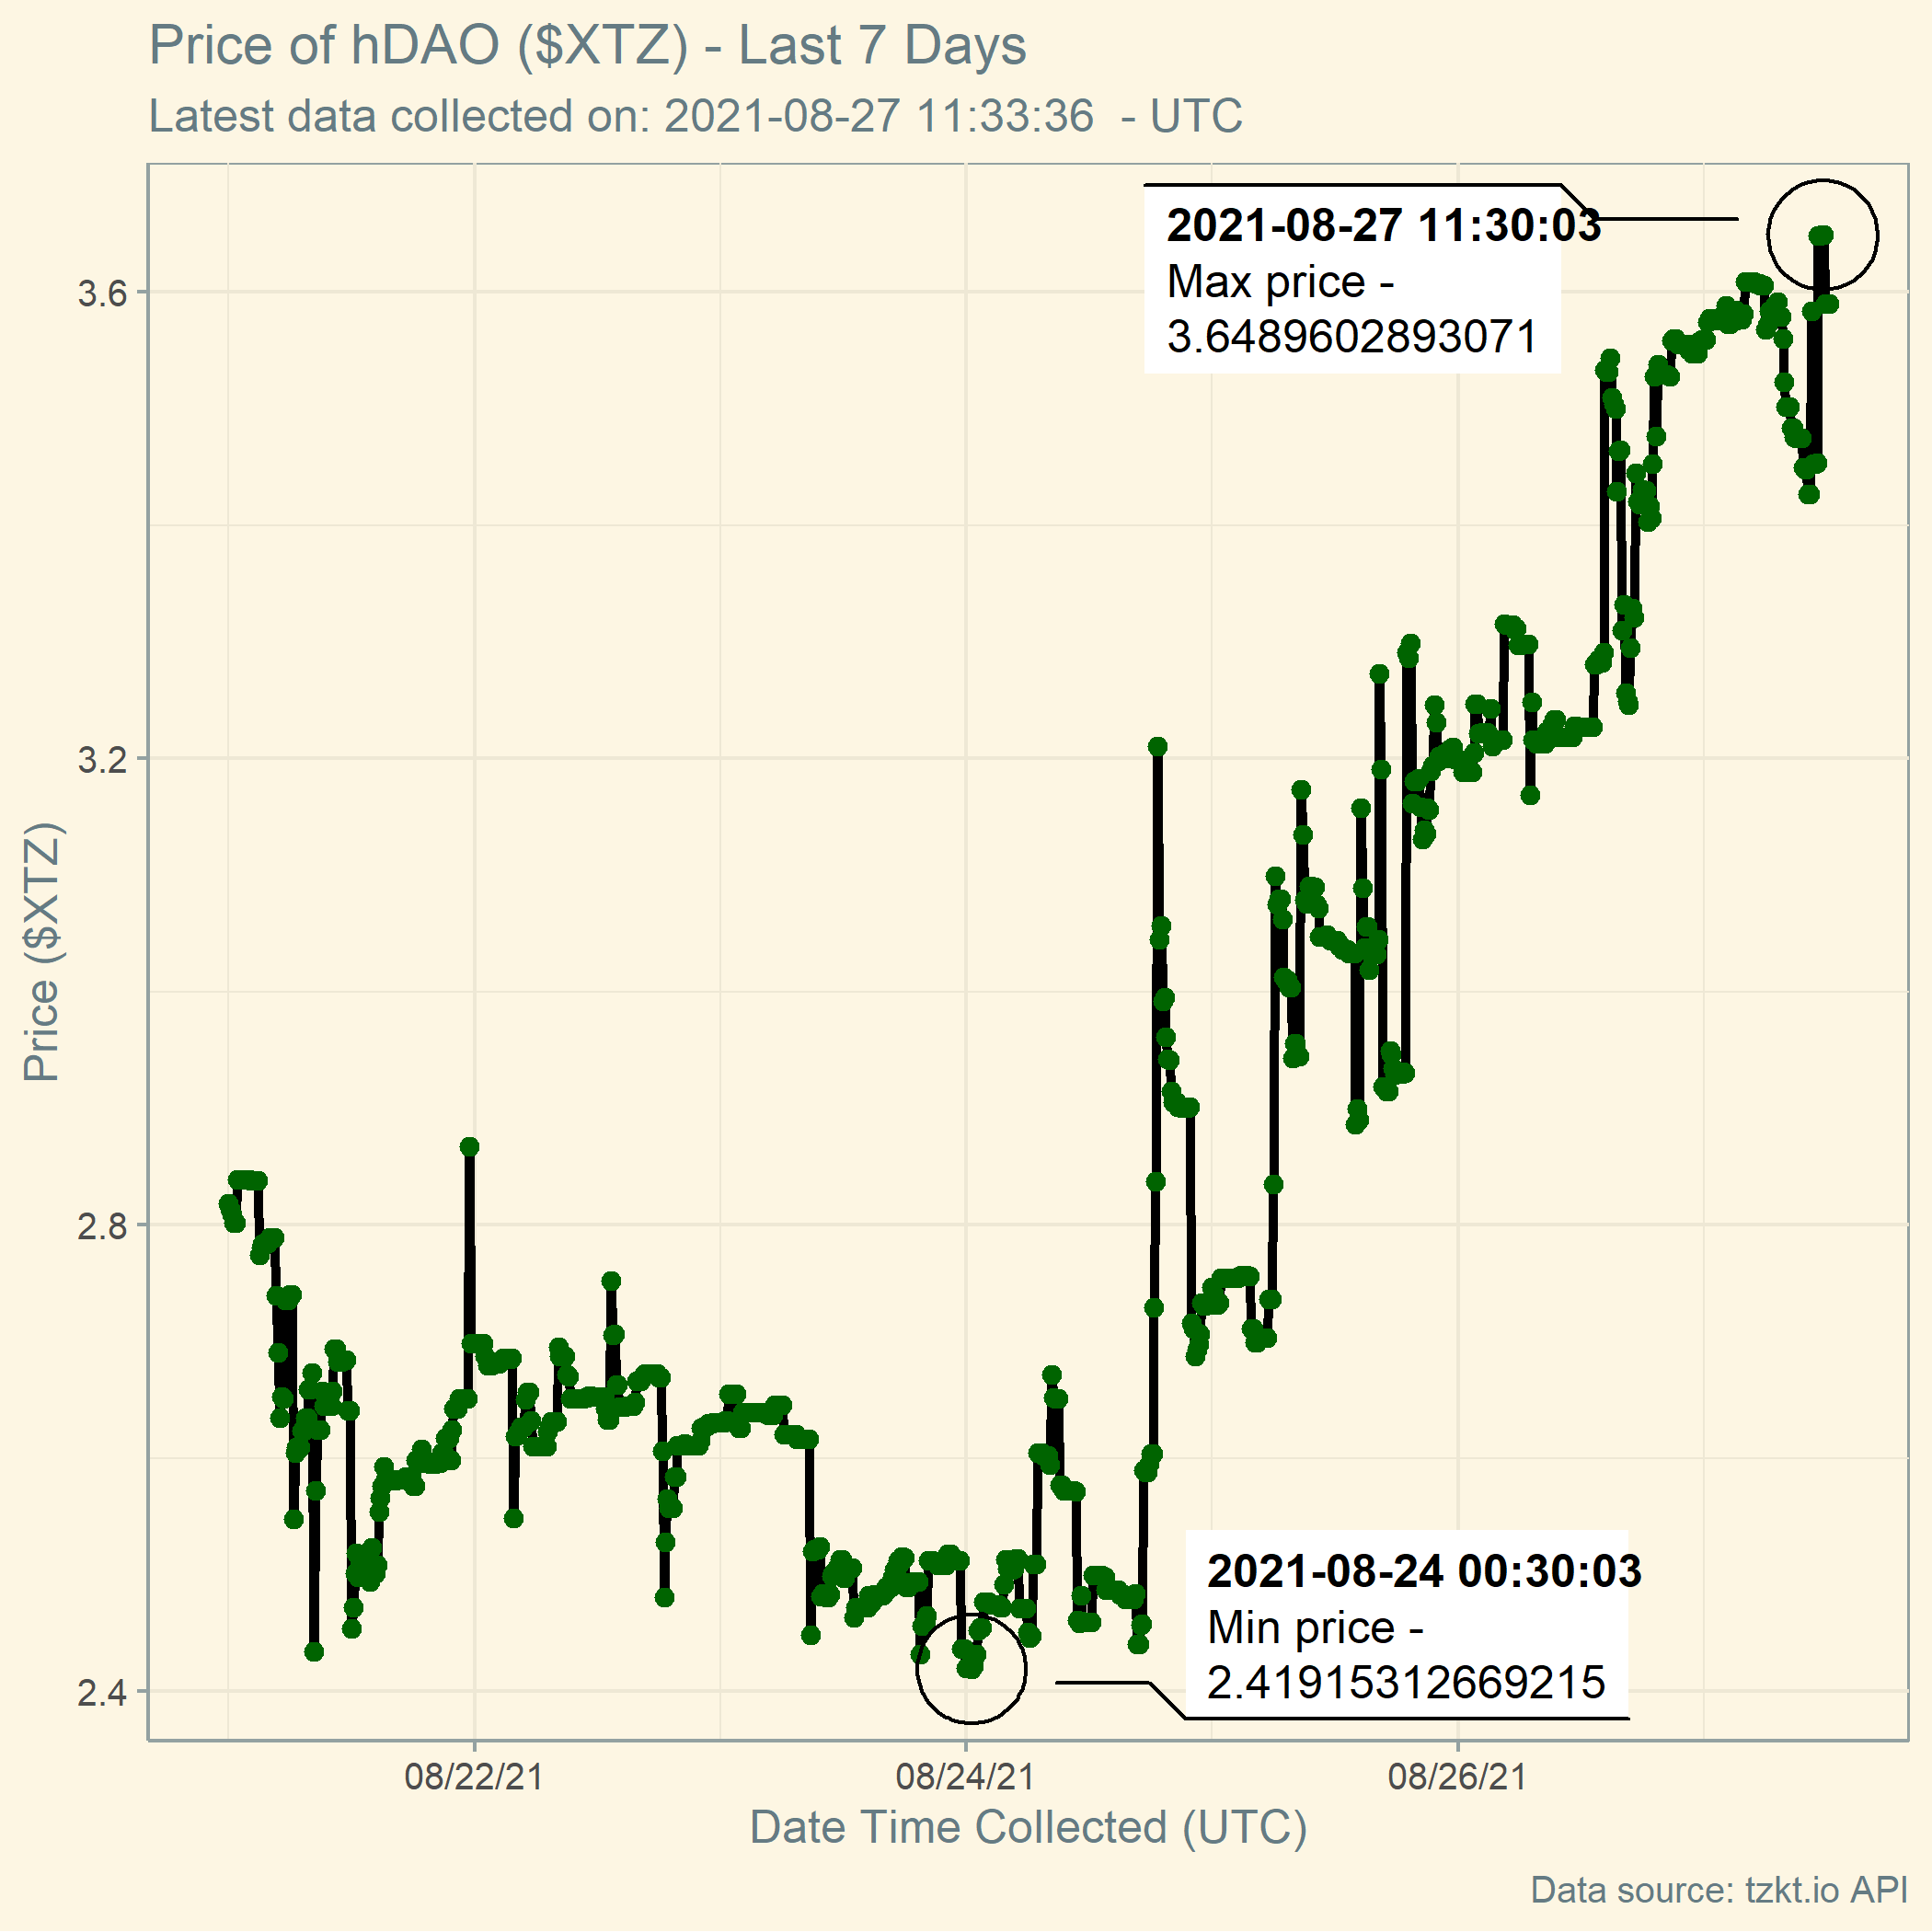 Price of hDAO ($XTZ) - Last 7 Days
Latest data collected on: 2021-08-27 11:33:36  - UTC
2021-08-27 11:30:03
Max price -
3.6489602893071
3.6
3.2
2.8
2.4
Price ($XTZ)
2021-08-24 00:30:03
Min price -
2.41915312669215
08/22/21
08/24/21
08/26/21
Date Time Collected (UTC)
Data source: tzkt.io API